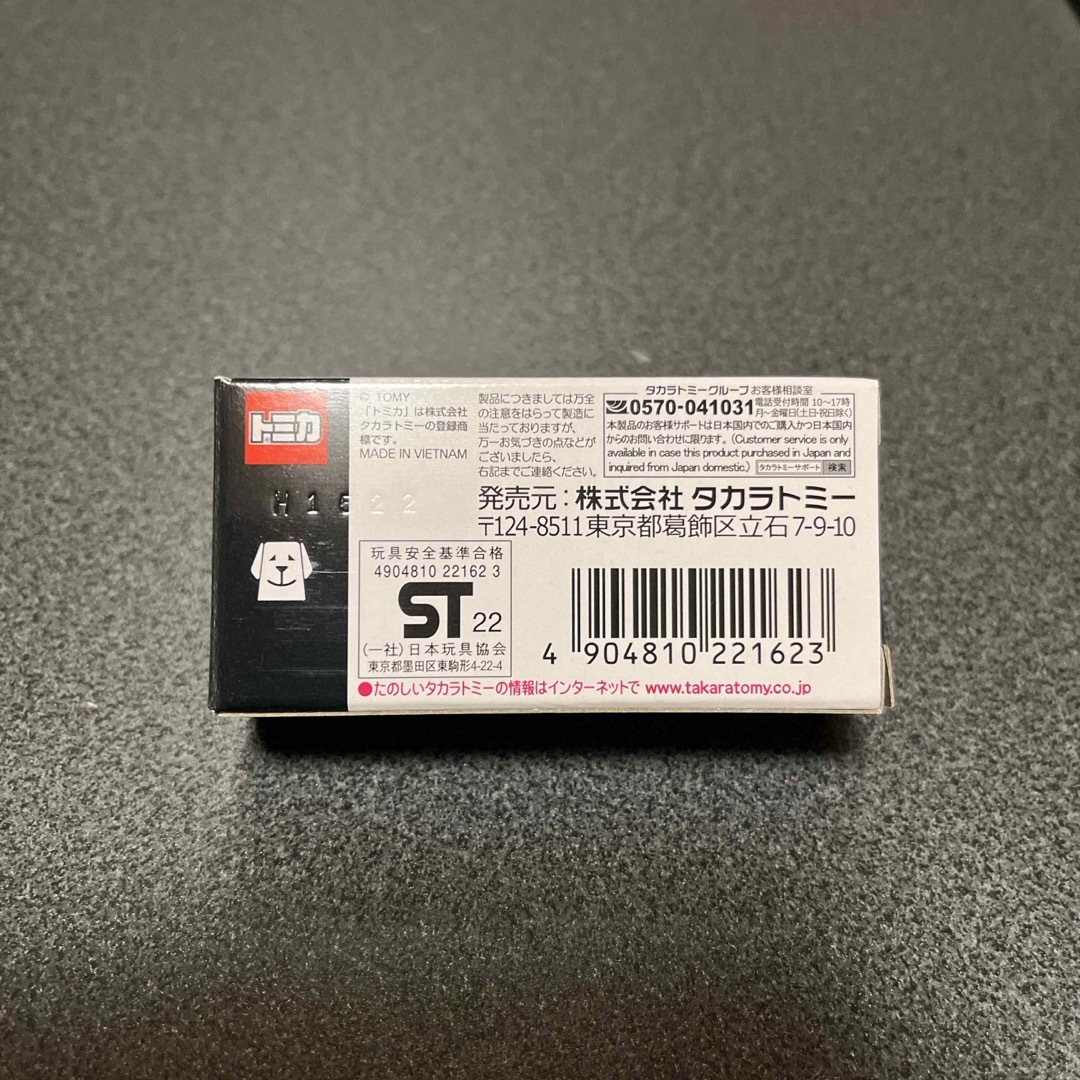 トミカ
© TOMY
「トミカ」は株式会社
タカラトミーの登録商
標です。
MADE IN VIETNAM
H1622
製品につきましては万全
の注意をはらって製造に
当たっておりますが、
万一お気づきの点などが
ございましたら、
右記までご連絡ください。
タカラトミーグループお客様相談室
0570-041031
電話受付時間 10〜17時
月〜金曜日(土日・祝日除く)
本製品のお客様サポートは日本国内でのご購入かつ日本国内
からのお問い合わせに限ります。(Customer service is only
available in case this product purchased in Japan and
inquired from Japan domestic.) タカラトミーサポート 検索
発売元:株式会社 タカラトミー
〒124-8511東京都葛飾区立石7-9-10
玩具安全基準合格
4904810 22162 3
ST 22
(一社)日本玩具協会
東京都墨田区東駒形4-22-4
4 904810 221623
●たのしいタカラトミーの情報はインターネットで www.takaratomy.co.jp